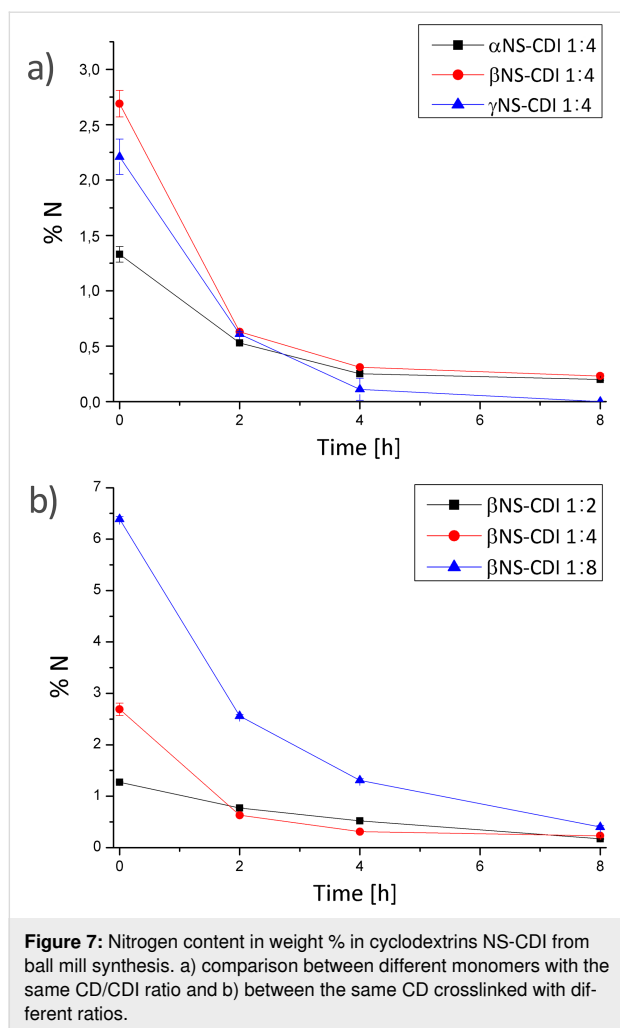 a)
αNS-CDI 1:4
βNS-CDI 1:4
γNS-CDI 1:4
3,0
2,5
2,0
1,5
1,0
0,5
0,0
% N
0 2 4 6 8
Time [h]
b)
βNS-CDI 1:2
βNS-CDI 1:4
βNS-CDI 1:8
7
6
5
4
3
2
1
0
% N
0 2 4 6 8
Time [h]
Figure 7: Nitrogen content in weight % in cyclodextrins NS-CDI from
ball mill synthesis. a) comparison between different monomers with the
same CD/CDI ratio and b) between the same CD crosslinked with dif-
ferent ratios.